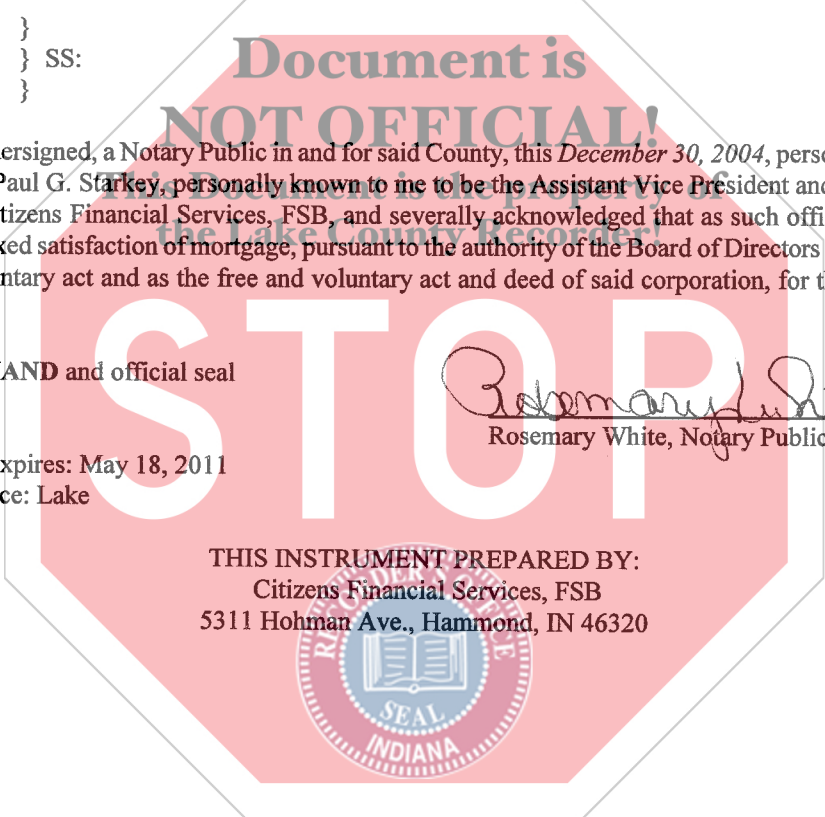 }
} SS:
}
Document is
NOT OFFICIAL!
This Document is the property of
the Lake County Recorder!
ersigned, a Notary Public in and for said County, this December 30, 2004, perso
Paul G. Starkey, personally known to me to be the Assistant Vice President and
tizens Financial Services, FSB, and severally acknowledged that as such offi
xed satisfaction of mortgage, pursuant to the authority of the Board of Directors
ntary act and as the free and voluntary act and deed of said corporation, for t
STOP
AND and official seal
Rosemary White
Rosemary White, Notary Public
xpires: May 18, 2011
ce: Lake
THIS INSTRUMENT PREPARED BY:
Citizens Financial Services, FSB
5311 Hohman Ave., Hammond, IN 46320
RECORDER'S OFFICE
SEAL
INDIANA